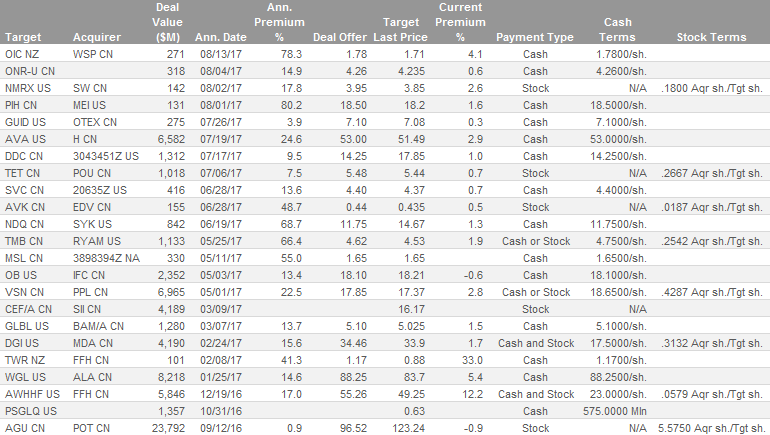 Deal Ann. Target Current
Value Premium Premium Cash
Target Acquirer ($M) Ann. Date % Deal Offer Last Price % Payment Type Terms Stock Terms
OIC NZ WSP CN 271 08/13/17 78.3 1.78 1.71 4.1 Cash 1.7800/sh.
ONR-U CN 318 08/04/17 14.9 4.26 4.235 0.6 Cash 4.2600/sh.
NMRX US SW CN 142 08/02/17 17.8 3.95 3.85 2.6 Stock N/A .1800 Aqr sh./Tgt sh.
PIH CN MEI US 131 08/01/17 80.2 18.50 18.2 1.6 Cash 18.5000/sh.
GUID US OTEX CN 275 07/26/17 3.9 7.10 7.08 0.3 Cash 7.1000/sh.
AVA US H CN 6,582 07/19/17 24.6 53.00 51.49 2.9 Cash 53.0000/sh.
DDC CN 3043451Z US 1,312 07/17/17 9.5 14.25 17.85 1.0 Cash 14.2500/sh.
TET CN POU CN 1,018 07/06/17 7.5 5.48 5.44 0.7 Stock N/A .2667 Aqr sh./Tgt sh.
SVC CN 20635Z US 416 06/28/17 13.6 4.40 4.37 0.7 Cash 4.4000/sh.
AVK CN EDV CN 155 06/28/17 48.7 0.44 0.435 0.5 Stock N/A .0187 Aqr sh./Tgt sh.
NDQ CN SYK US 842 06/19/17 68.7 11.75 14.67 1.3 Cash 11.7500/sh.
TMB CN RYAM US 1,133 05/25/17 66.4 4.62 4.53 1.9 Cash or Stock 4.7500/sh. .2542 Aqr sh./Tgt sh.
MSL CN 3898394Z NA 330 05/11/17 55.0 1.65 1.65 Cash 1.6500/sh.
OB US IFC CN 2,352 05/03/17 13.4 18.10 18.21 -0.6 Cash 18.1000/sh.
VSN CN PPL CN 6,965 05/01/17 22.5 17.85 17.37 2.8 Cash or Stock 18.6500/sh. .4287 Aqr sh./Tgt sh.
CEF/A CN SII CN 4,189 03/09/17 16.17 Stock N/A
GLBL US BAM/A CN 1,280 03/07/17 13.7 5.10 5.025 1.5 Cash 5.1000/sh.
DGI US MDA CN 4,190 02/24/17 15.6 34.46 33.9 1.7 Cash and Stock 17.5000/sh. .3132 Aqr sh./Tgt sh.
TWR NZ FFH CN 101 02/08/17 41.3 1.17 0.88 33.0 Cash 1.1700/sh.
WGL US ALA CN 8,218 01/25/17 14.6 88.25 83.7 5.4 Cash 88.2500/sh.
AWHHF US FFH CN 5,846 12/19/16 17.0 55.26 49.25 12.2 Cash and Stock 23.0000/sh. .0579 Aqr sh./Tgt sh.
PSGLQ US 1,357 10/31/16 0.63 Cash 575.0000 Mln
AGU CN POT CN 23,792 09/12/16 0.9 96.52 123.24 -0.9 Stock N/A 5.5750 Aqr sh./Tgt sh.